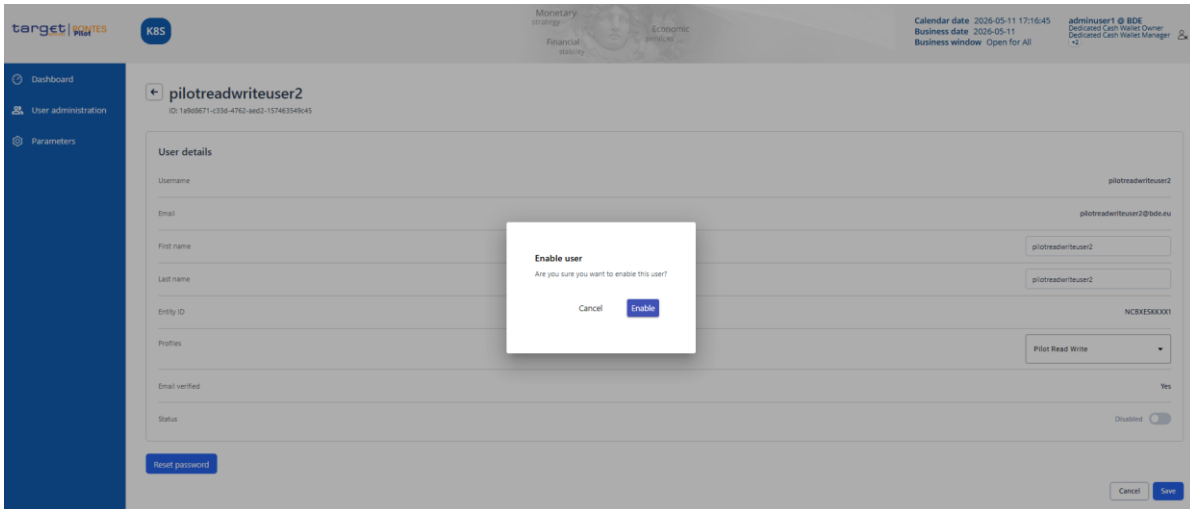 target | PONTES
Pilot
K8S
Monetary
strategy
Economic
services
Financial
stability
Calendar date 2026-05-11 17:16:45
Business date 2026-05-11
Business window Open for All
adminuser1 @ BDE
Dedicated Cash Wallet Owner
Dedicated Cash Wallet Manager
+2
Dashboard
User administration
Parameters
pilotreadwriteuser2
ID: 1a9d8671-c33d-4762-aed2-157463549c45
User details
Username pilotreadwriteuser2
Email pilotreadwriteuser2@bde.eu
First name pilotreadwriteuser2
Last name pilotreadwriteuser2
Entity ID NCBXESKKXX1
Profiles Pilot Read Write
Email verified Yes
Status Disabled
Enable user
Are you sure you want to enable this user?
Cancel Enable
Reset password
Cancel Save